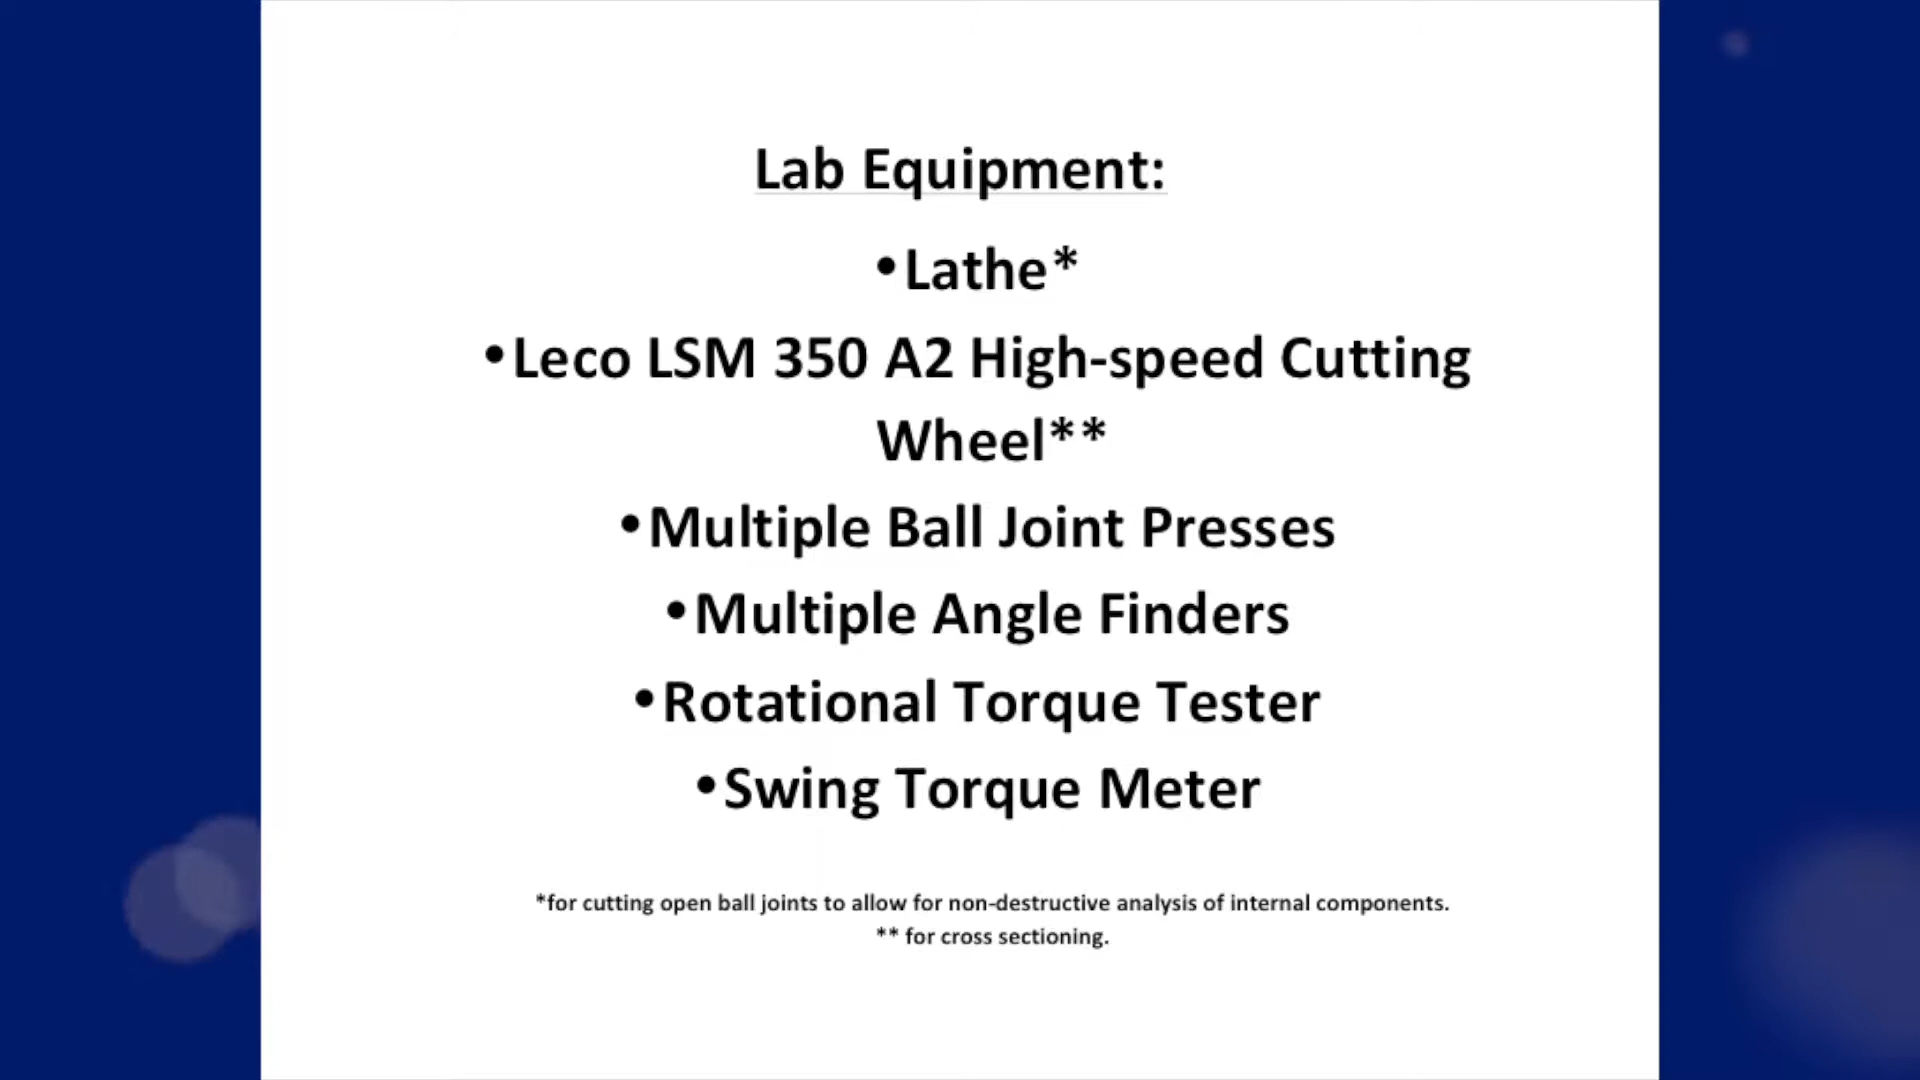 Lab Equipment:
•Lathe*
•Leco LSM 350 A2 High-speed Cutting
Wheel**
•Multiple Ball Joint Presses
•Multiple Angle Finders
•Rotational Torque Tester
•Swing Torque Meter
*for cutting open ball joints to allow for non-destructive analysis of internal components.
** for cross sectioning.